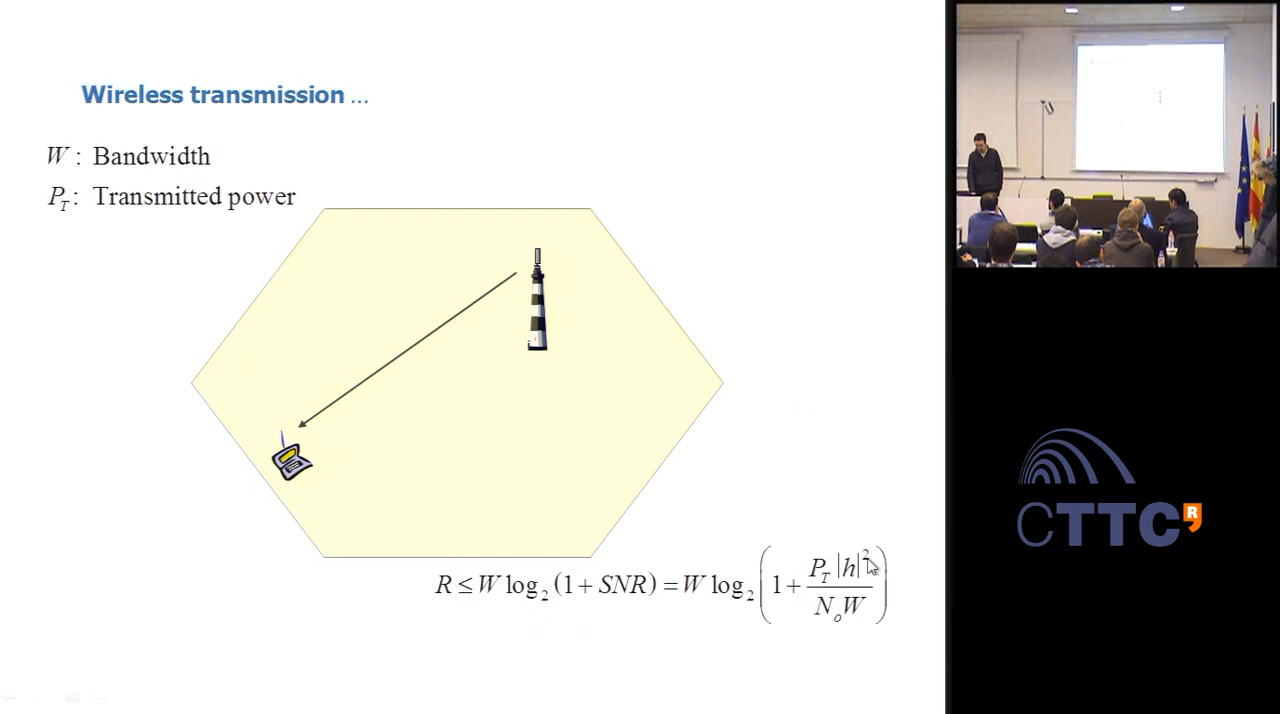 Wireless transmission ...
W : Bandwidth
P_T : Transmitted power
R ≤ W log_2 (1 + SNR) = W log_2 (1 + P_T |h|^2 / N_o W)
CTTC R